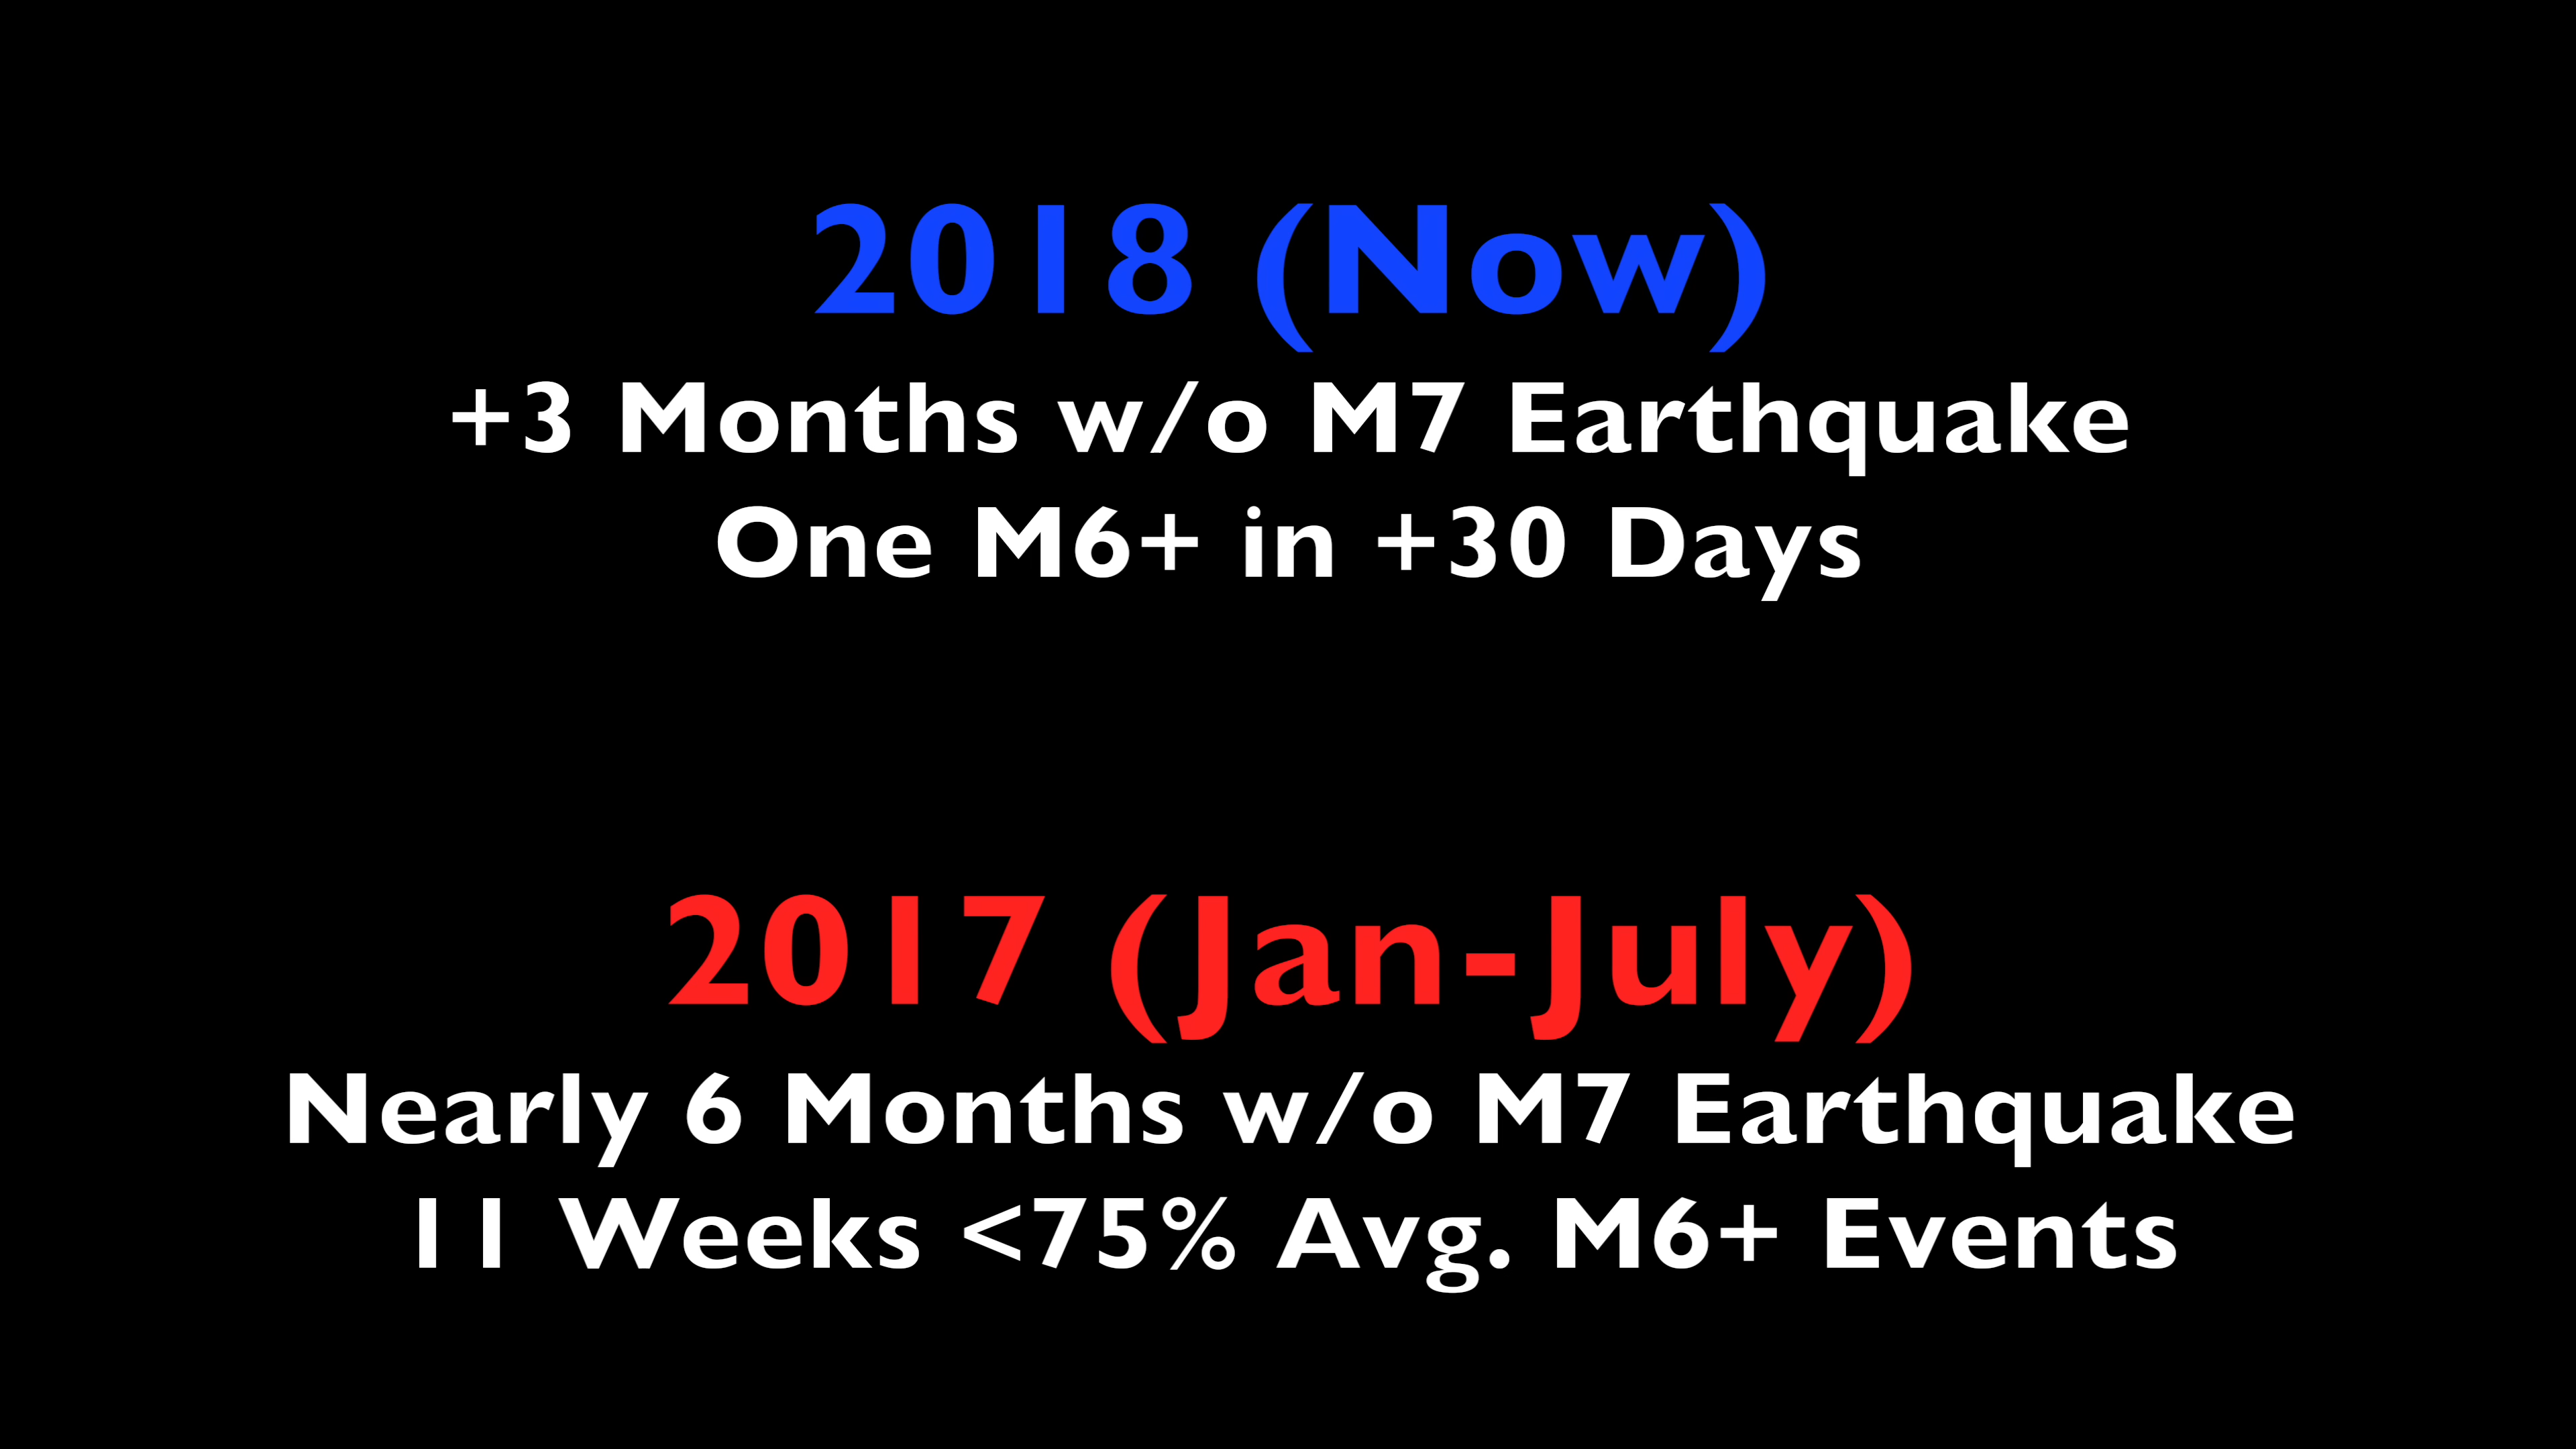 2018 (Now)
+3 Months w/o M7 Earthquake
One M6+ in +30 Days
2017 (Jan-July)
Nearly 6 Months w/o M7 Earthquake
11 Weeks <75% Avg. M6+ Events